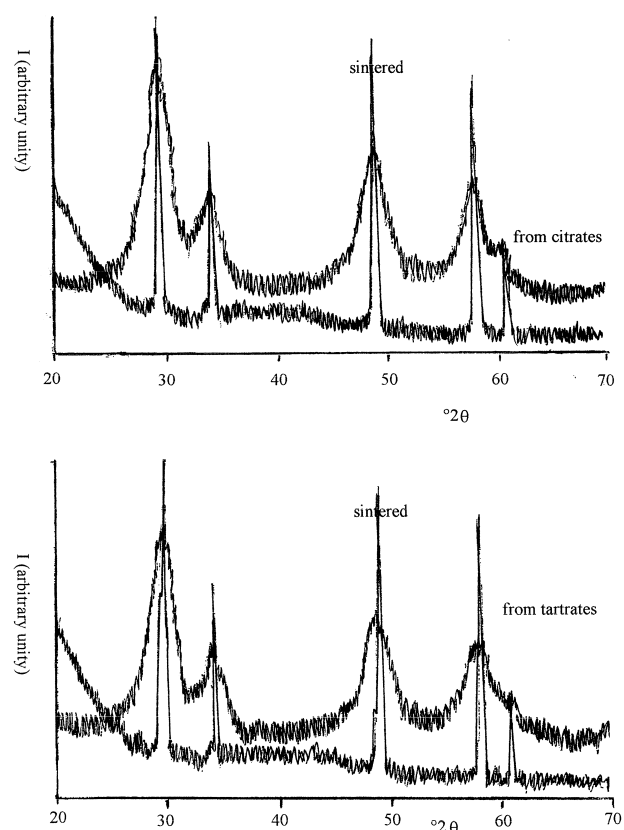 I (arbitrary unity)
sintered
from citrates
20 30 40 50 60 70
°2θ
I (arbitrary unity)
sintered
from tartrates
20 30 40 50 60 70
°2θ